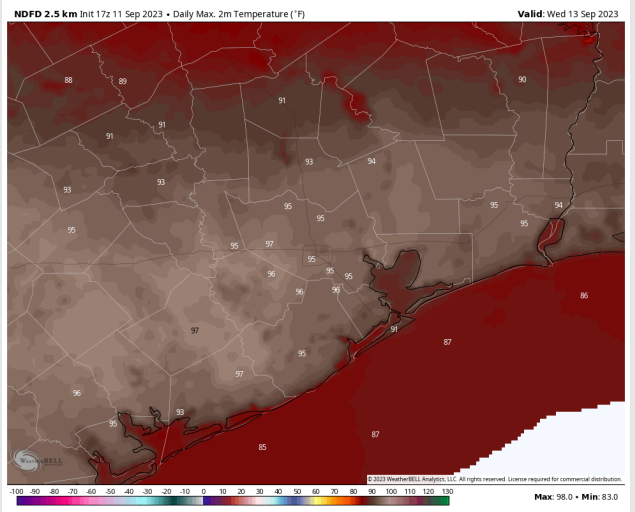 NDFD 2.5 km Init 17z 11 Sep 2023 • Daily Max. 2m Temperature (°F) Valid: Wed 13 Sep 2023
88 89 90
91
91 91
93 94
93 93
95 95 94
95 95
95
95 97
95
96 95 95
96 96 86
97 91
87
95
97
96
93
95
87
85
WeatherBELL
© 2023 WeatherBELL Analytics, LLC. All rights reserved. License required for commercial distribution.
-100 -90 -80 -70 -60 -50 -40 -30 -20 -10 0 10 20 30 40 50 60 70 80 90 100 110 120 130
Max: 98.0 • Min: 83.0